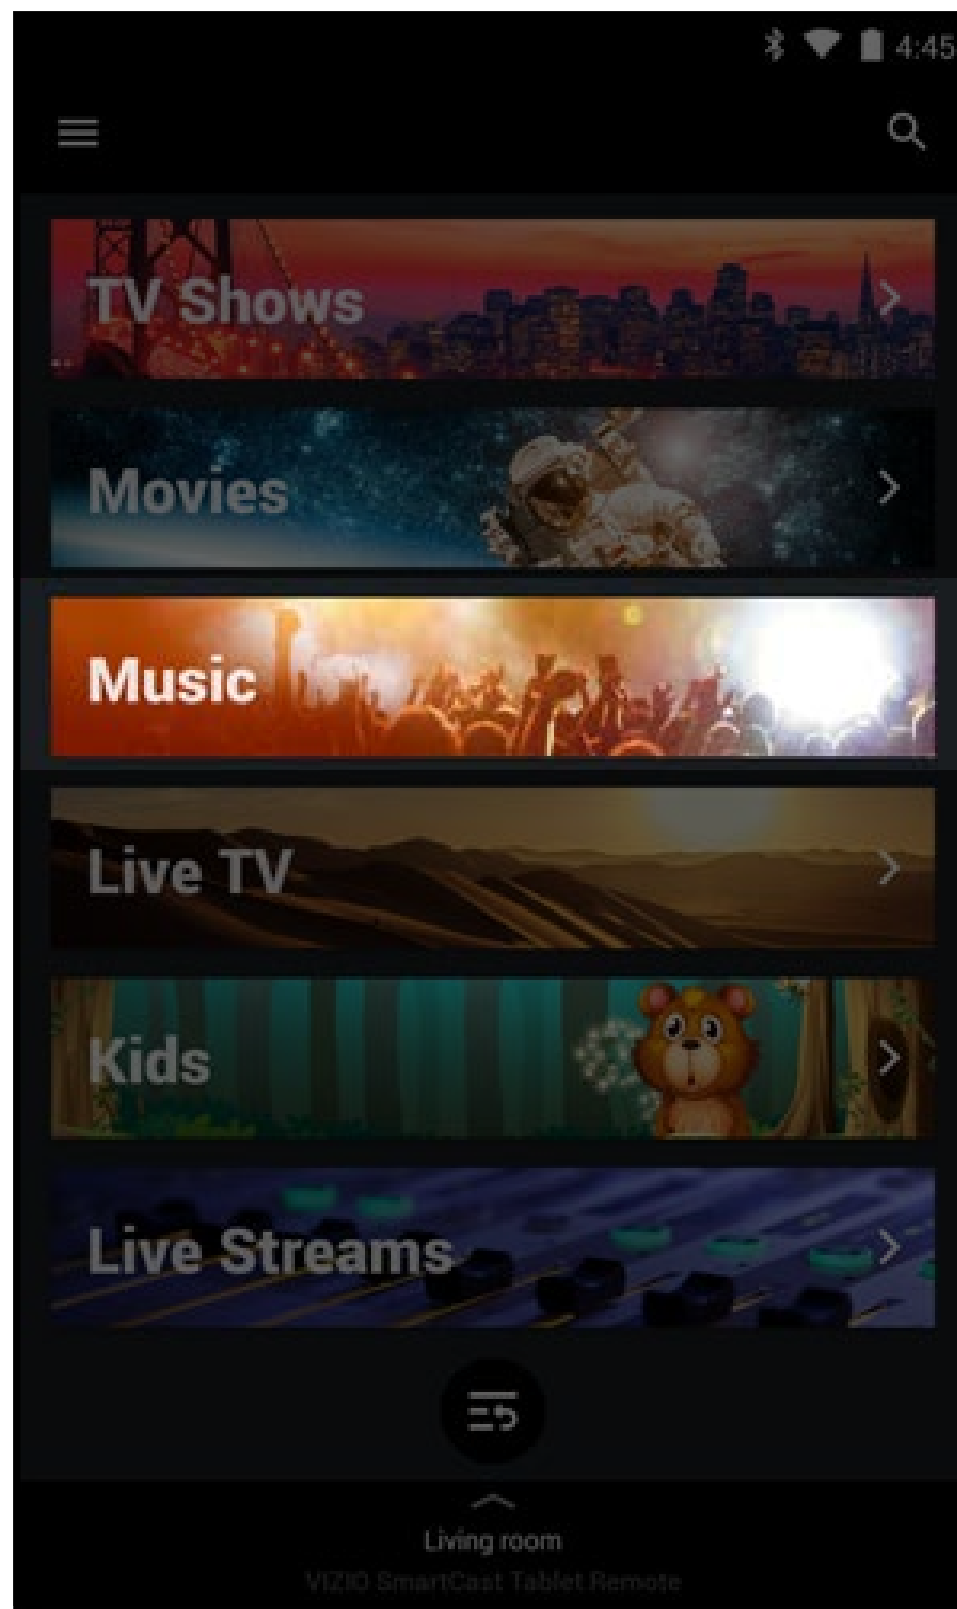 4:45
TV Shows
Movies
Music
Live TV
Kids
Live Streams
Living room
VIZIO SmartCast Tablet Remote